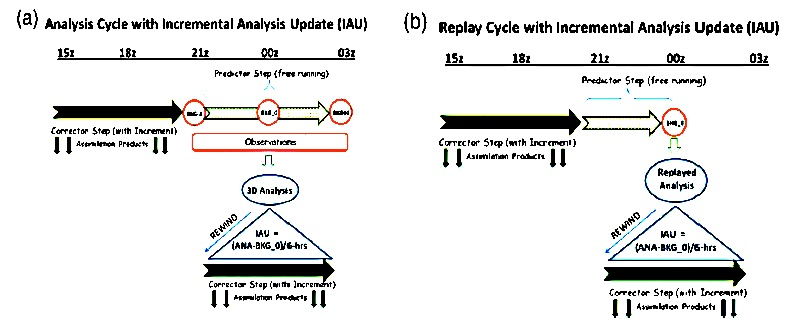 (a) Analysis Cycle with Incremental Analysis Update (IAU)
15z 18z 21z 00z 03z
Predictor Step (free running)
Corrector Step (with Increment)
Assimilation Products
Observations
3D Analysis
REWIND
IAU =
(ANA-BKG_0)/6-hrs
Corrector Step (with Increment)
Assimilation Products
(b) Replay Cycle with Incremental Analysis Update (IAU)
15z 18z 21z 00z 03z
Predictor Step (free running)
Corrector Step (with Increment)
Assimilation Products
Replayed
Analysis
REWIND
IAU =
(ANA-BKG_0)/6-hrs
Corrector Step (with Increment)
Assimilation Products